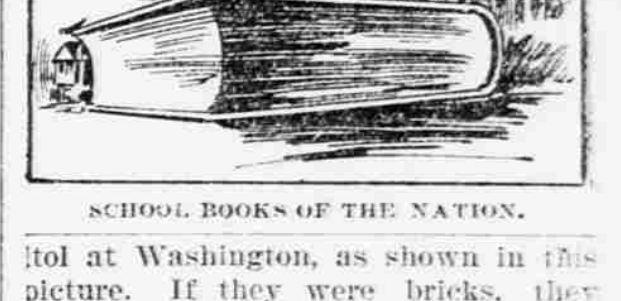 SCHOOL BOOKS OF THE NATION.
tol at Washington, as shown in this
picture. If they were bricks, they